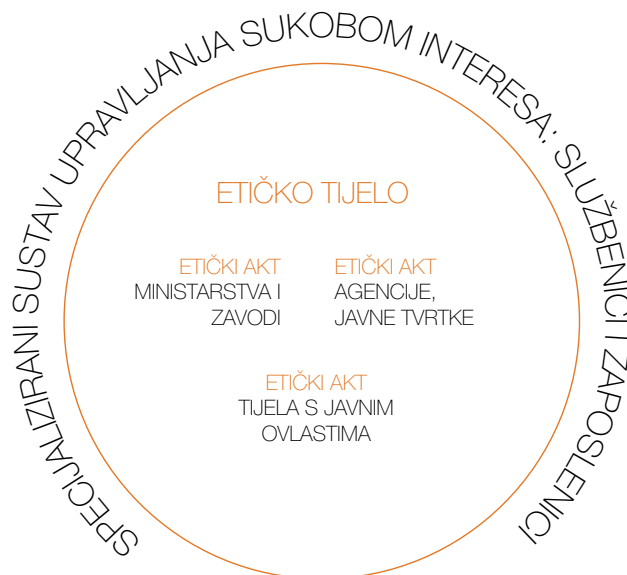 SPECIJALIZIRANI SUSTAV UPRAVLJANJA SUKOBOM INTERESA: SLUŽBENICI I ZAPOSLENICI
ETIČKO TIJELO
ETIČKI AKT
MINISTARSTVA I
ZAVODI
ETIČKI AKT
AGENCIJE,
JAVNE TVRTKE
ETIČKI AKT
TIJELA S JAVNIM
OVLASTIMA